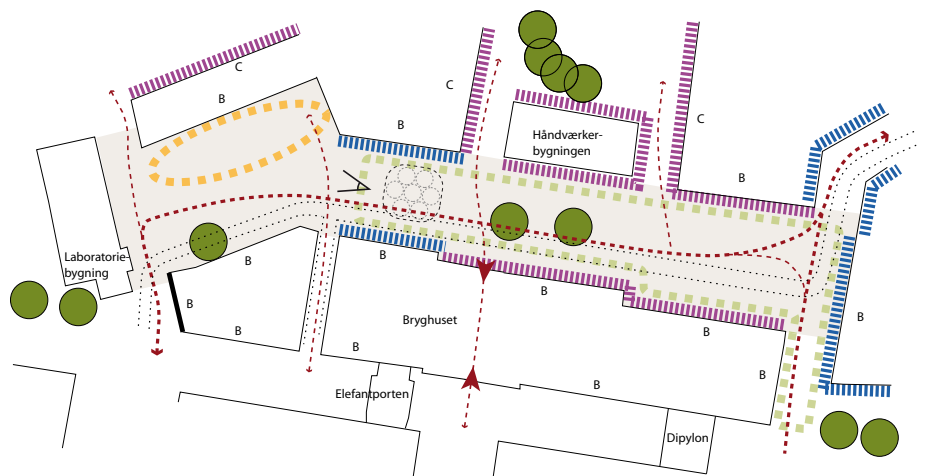 C
B
B
C
Håndværker-
bygningen
C
B
Laboratorie-
bygning
B
B
B
B
B
B
Bryghuset
B
B
B
B
Elefantporten
B
Dipylon